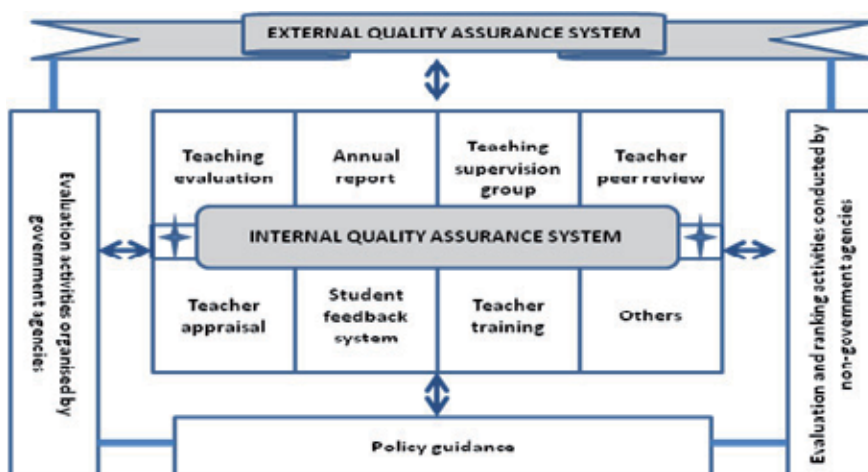 EXTERNAL QUALITY ASSURANCE SYSTEM
Evaluation activities organised by
government agencies
Teaching
evaluation
Annual
report
Teaching
supervision
group
Teacher
peer review
INTERNAL QUALITY ASSURANCE SYSTEM
Teacher
appraisal
Student
feedback
system
Teacher
training
Others
Evaluation and ranking activities conducted by
non-government agencies
Policy guidance